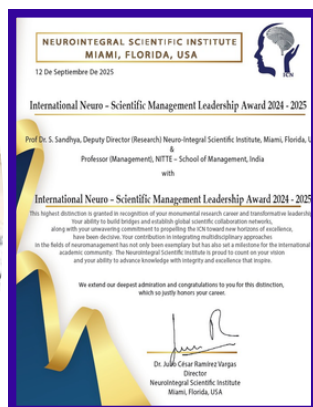 NEUROINTEGRAL SCIENTIFIC INSTITUTE
MIAMI, FLORIDA, USA
ICN
12 De Septiembre De 2025
International Neuro – Scientific Management Leadership Award 2024 - 2025
Prof Dr. S. Sandhya, Deputy Director (Research) Neuro-Integral Scientific Institute, Miami, Florida,
&
Professor (Management), NITTE – School of Management, India
with
International Neuro – Scientific Management Leadership Award 2024 - 2025
This highest distinction is granted in recognition of your monumental research career and transformative leadership
Your ability to build bridges and establish global scientific collaboration networks,
along with your unwavering commitment to propelling the ICN toward new horizons of excellence,
have been decisive. Your contribution in integrating multidisciplinary approaches
in the fields of neuromanagement has not only been exemplary but has also set a milestone for the international
academic community. The Neurointegral Scientific Institute is proud to count on your vision
and your ability to advance knowledge with integrity and excellence that inspire.
We extend our deepest admiration and congratulations to you for this distinction,
which so justly honors your career.
Dr. Julio César Ramírez Vargas
Director
Neurointegral Scientific Institute
Miami, Florida, USA